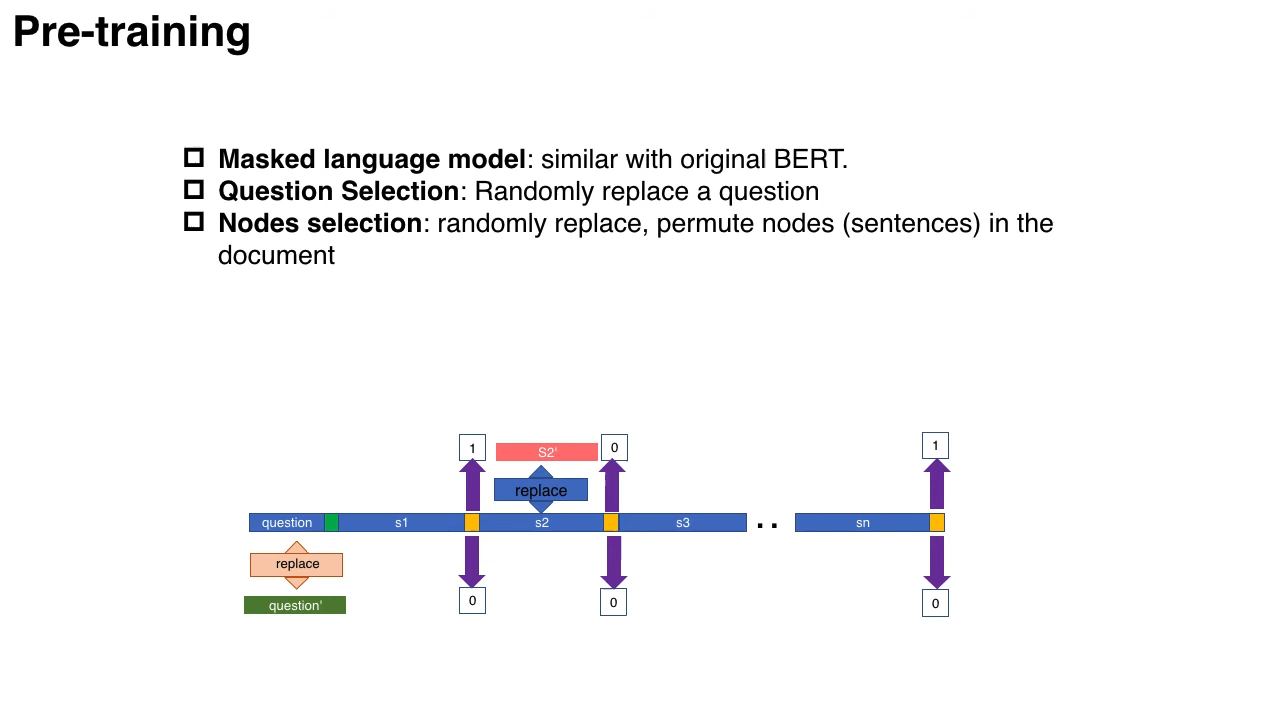 Pre-training
Masked language model: similar with original BERT.
Question Selection: Randomly replace a question
Nodes selection: randomly replace, permute nodes (sentences) in the
document
1
S2'
0
1
replace
question
s1
s2
s3
. .
sn
replace
question'
0
0
0